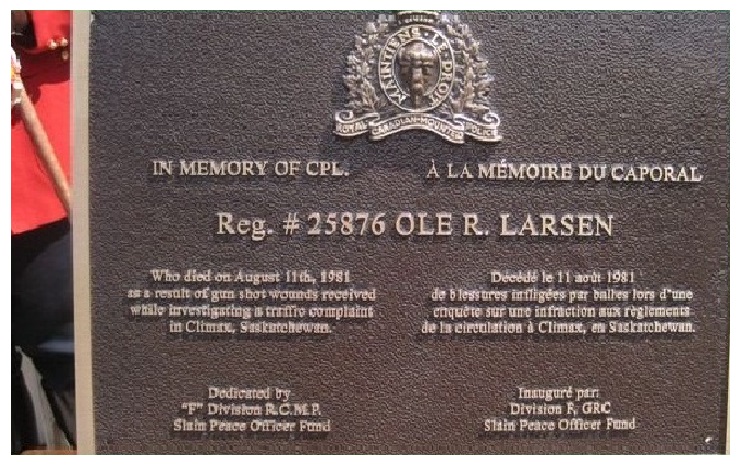 MAINTIENS LE DROIT
ROYAL CANADIAN MOUNTED POLICE
IN MEMORY OF CPL.
À LA MÉMOIRE DU CAPORAL
Reg. # 25876 OLE R. LARSEN
Who died on August 11th, 1981
as a result of gun shot wounds received
while investigating a traffic complaint
in Climax, Saskatchewan.
Décédé le 11 août 1981
de blessures infligées par balles lors d'une
enquête sur une infraction aux règlements
de la circulation à Climax, en Saskatchewan.
Dedicated by
"F" Division R.C.M.P.
Slain Peace Officer Fund
Inauguré par:
Division F, GRC
Slain Peace Officer Fund